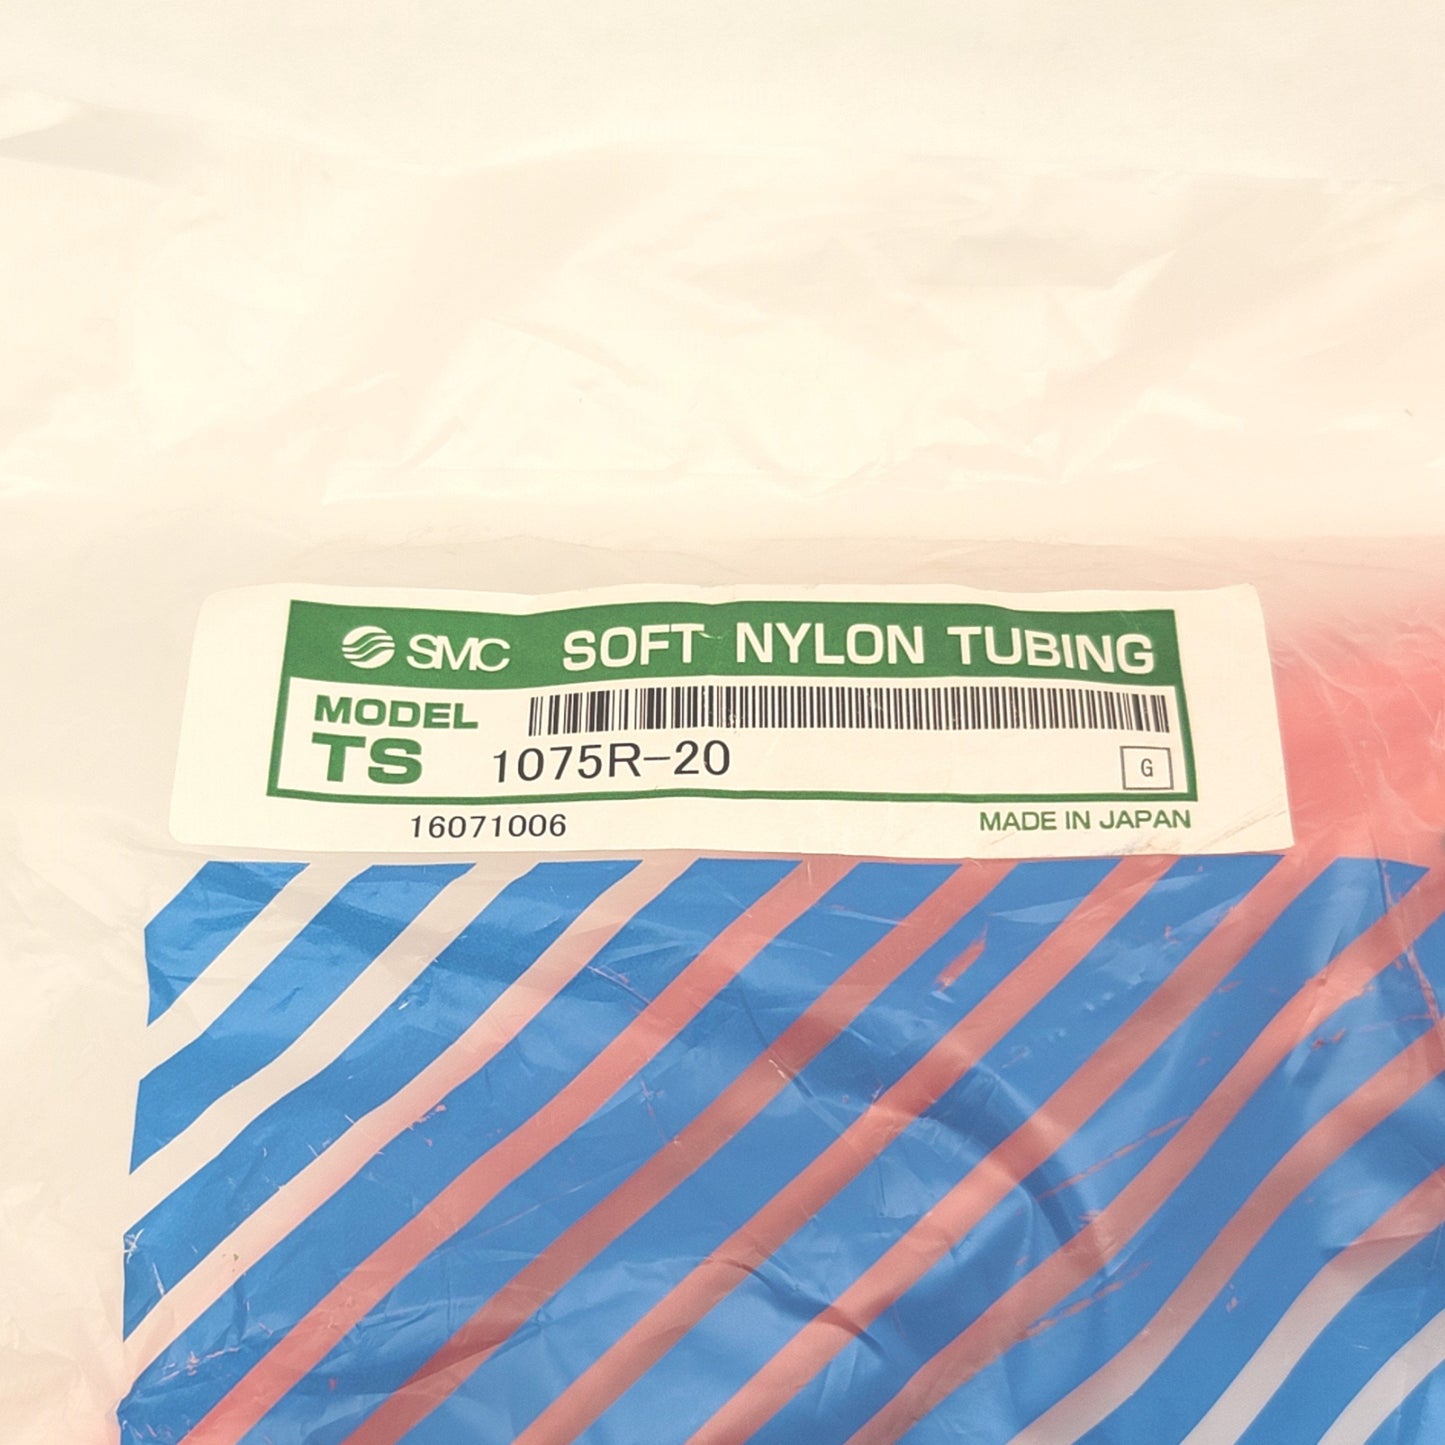 SMC SOFT NYLON TUBING
MODEL
TS 1075R-20 G
16071006 MADE IN JAPAN